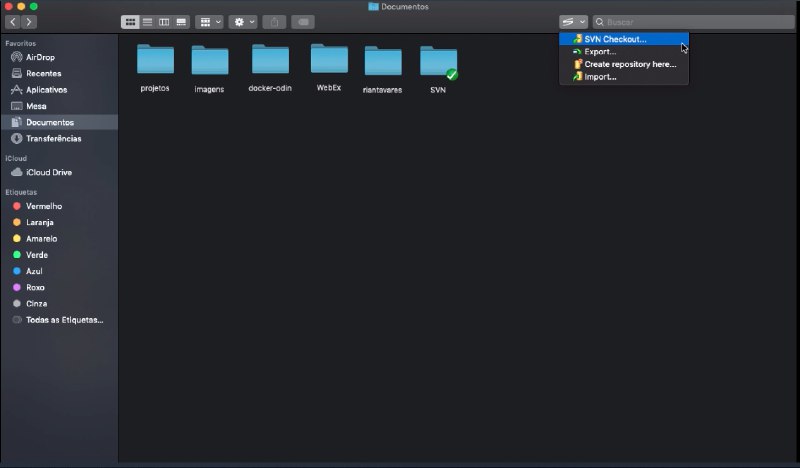 Documentos
Buscar
SVN Checkout...
Export...
Create repository here...
Import...
Favoritos
AirDrop
Recentes
Aplicativos
Mesa
Documentos
Transferências
iCloud
iCloud Drive
Etiquetas
Vermelho
Laranja
Amarelo
Verde
Azul
Roxo
Cinza
Todas as Etiquetas...
projetos
imagens
docker-odin
WebEx
riantavares
SVN